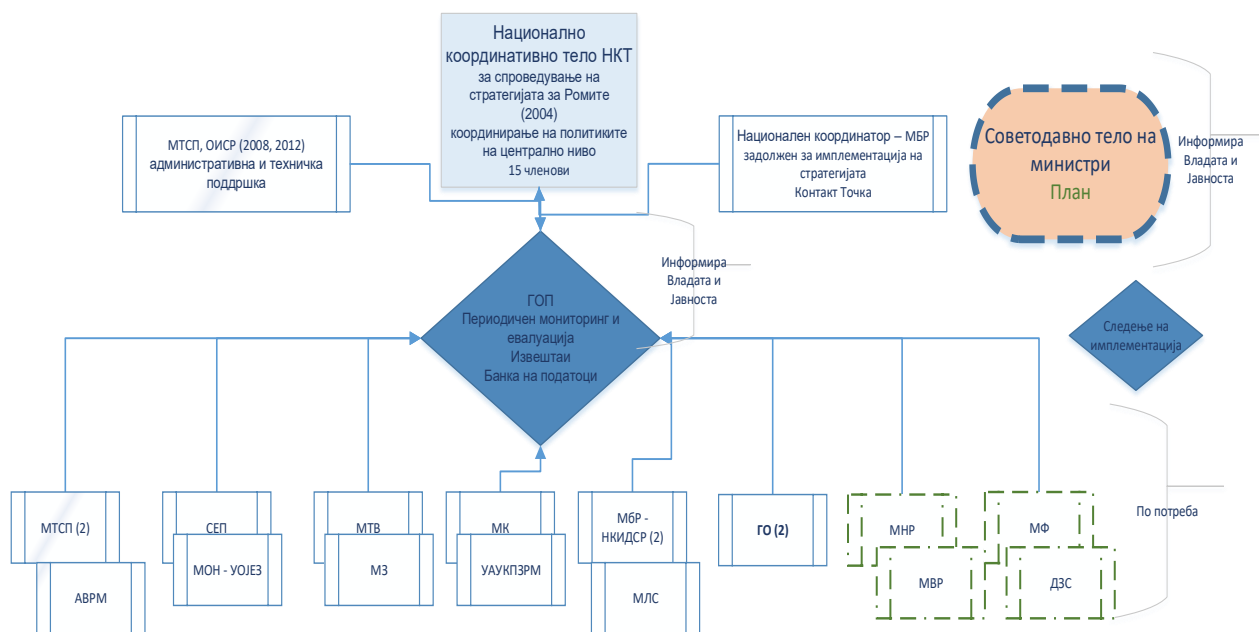 Национално
координативно тело НКТ
за спроведување на
стратегијата за Ромите
(2004)
координирање на политиките
на централно ниво
15 членови
МТСП, ОИСР (2008, 2012)
административна и техничка
поддршка
Национален координатор – МБР
задолжен за имплементација на
стратегијата
Контакт Точка
Советодавно тело на
министри
План
Информира
Владата и
Јавноста
Информира
Владата и
Јавноста
ГОП
Периодичен мониторинг и
евалуација
Извештаи
Банка на податоци
Следење на
имплементација
МТСП (2)
АВРМ
СЕП
МОН - УОЈЕЗ
МТВ
МЗ
МК
УАУКПЗРМ
МбР -
НКИДСР (2)
МЛС
ГО (2)
МНР
МВР
МФ
ДЗС
По потреба